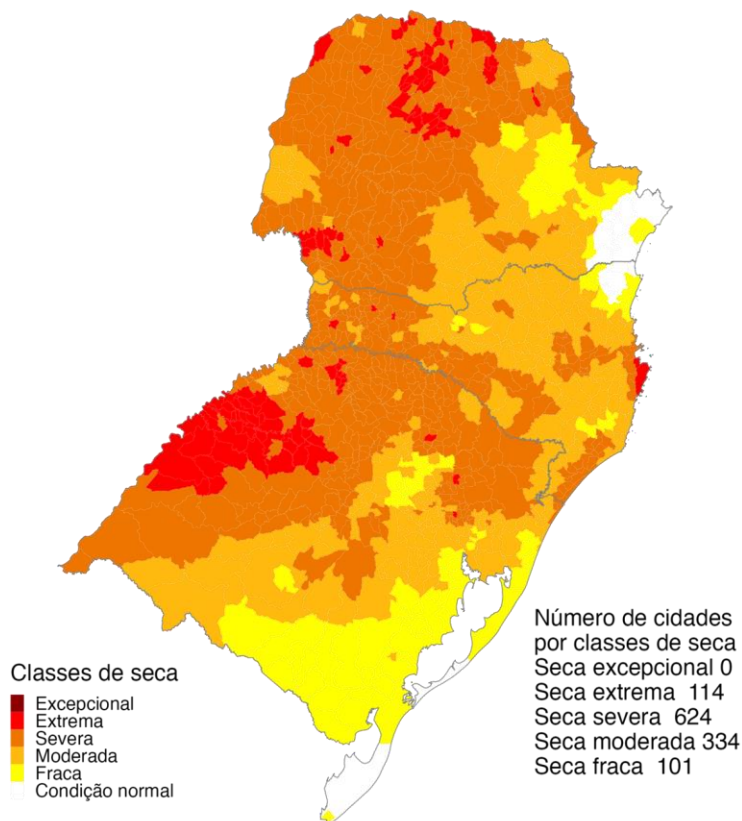 Número de cidades
por classes de seca
Seca excepcional 0
Seca extrema 114
Seca severa 624
Seca moderada 334
Seca fraca 101
Classes de seca
Excepcional
Extrema
Severa
Moderada
Fraca
Condição normal